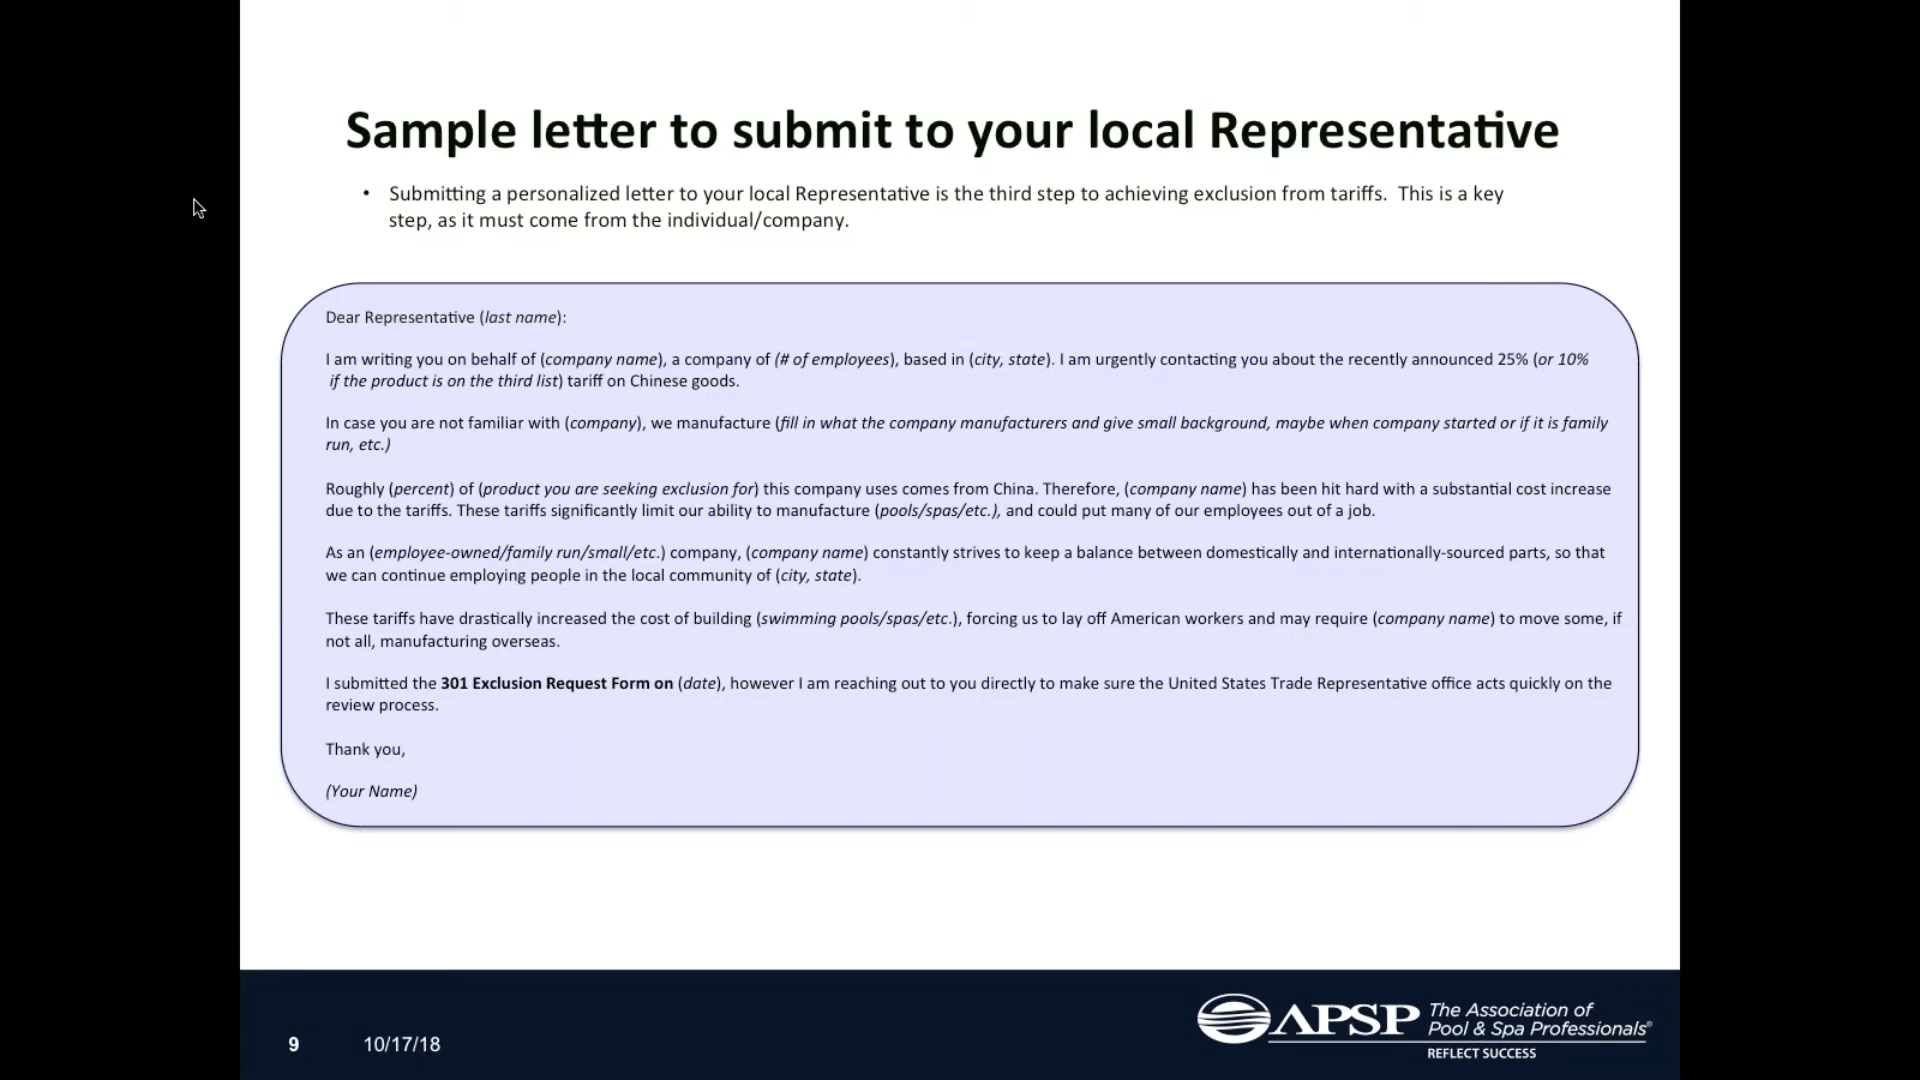 Sample letter to submit to your local Representative
• Submitting a personalized letter to your local Representative is the third step to achieving exclusion from tariffs. This is a key
step, as it must come from the individual/company.
Dear Representative (last name):
I am writing you on behalf of (company name), a company of (# of employees), based in (city, state). I am urgently contacting you about the recently announced 25% (or 10%
if the product is on the third list) tariff on Chinese goods.
In case you are not familiar with (company), we manufacture (fill in what the company manufacturers and give small background, maybe when company started or if it is family
run, etc.)
Roughly (percent) of (product you are seeking exclusion for) this company uses comes from China. Therefore, (company name) has been hit hard with a substantial cost increase
due to the tariffs. These tariffs significantly limit our ability to manufacture (pools/spas/etc.), and could put many of our employees out of a job.
As an (employee-owned/family run/small/etc.) company, (company name) constantly strives to keep a balance between domestically and internationally-sourced parts, so that
we can continue employing people in the local community of (city, state).
These tariffs have drastically increased the cost of building (swimming pools/spas/etc.), forcing us to lay off American workers and may require (company name) to move some, if
not all, manufacturing overseas.
I submitted the 301 Exclusion Request Form on (date), however I am reaching out to you directly to make sure the United States Trade Representative office acts quickly on the
review process.
Thank you,
(Your Name)
9 10/17/18
APSP The Association of
Pool & Spa Professionals®
REFLECT SUCCESS